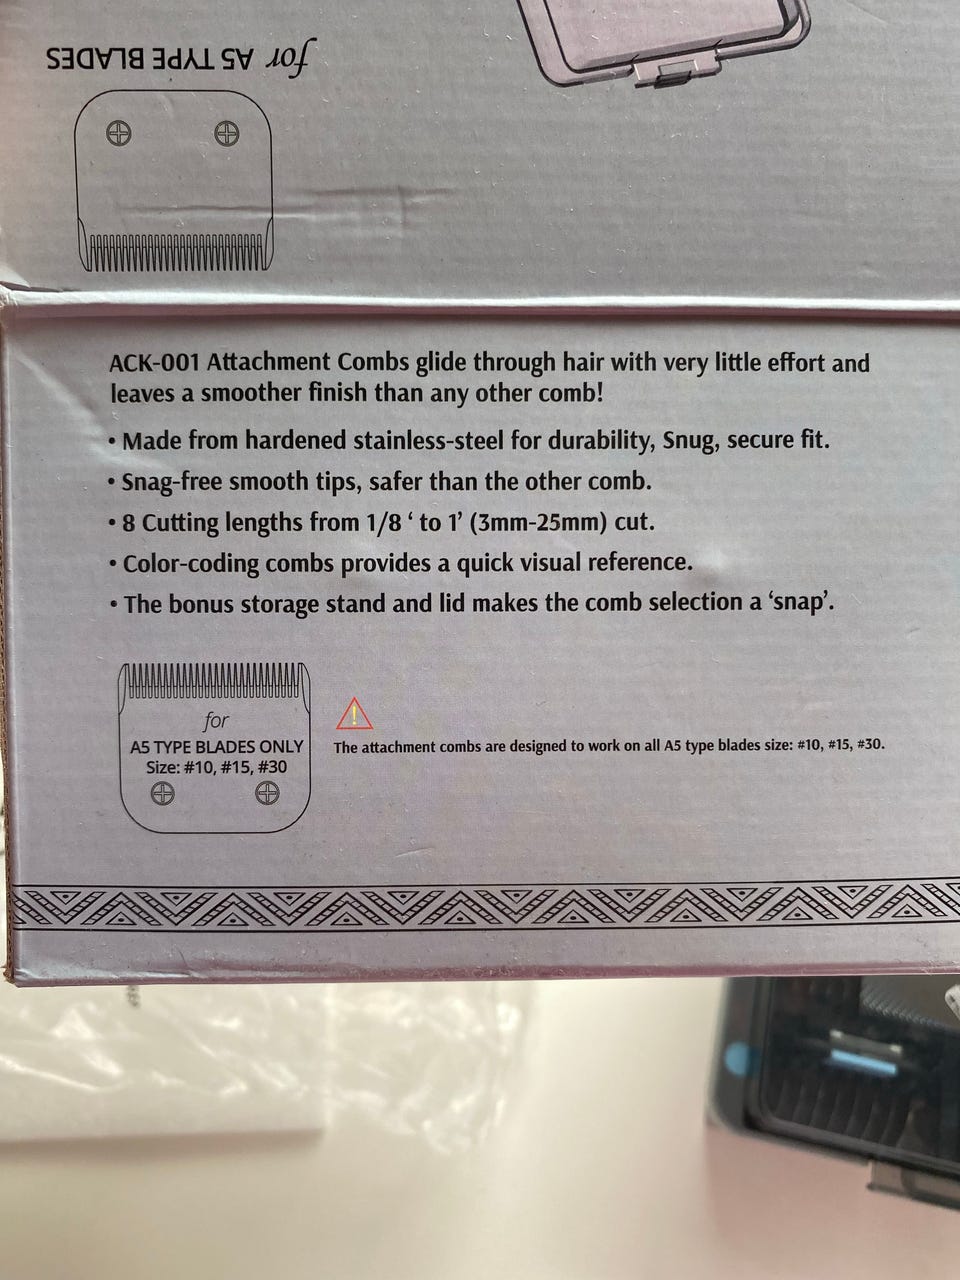 for A5 TYPE BLADES
ACK-001 Attachment Combs glide through hair with very little effort and
leaves a smoother finish than any other comb!
• Made from hardened stainless-steel for durability, Snug, secure fit.
• Snag-free smooth tips, safer than the other comb.
• 8 Cutting lengths from 1/8 ‘ to 1’ (3mm-25mm) cut.
• Color-coding combs provides a quick visual reference.
• The bonus storage stand and lid makes the comb selection a ‘snap’.
for
A5 TYPE BLADES ONLY
Size: #10, #15, #30
The attachment combs are designed to work on all A5 type blades size: #10, #15, #30.